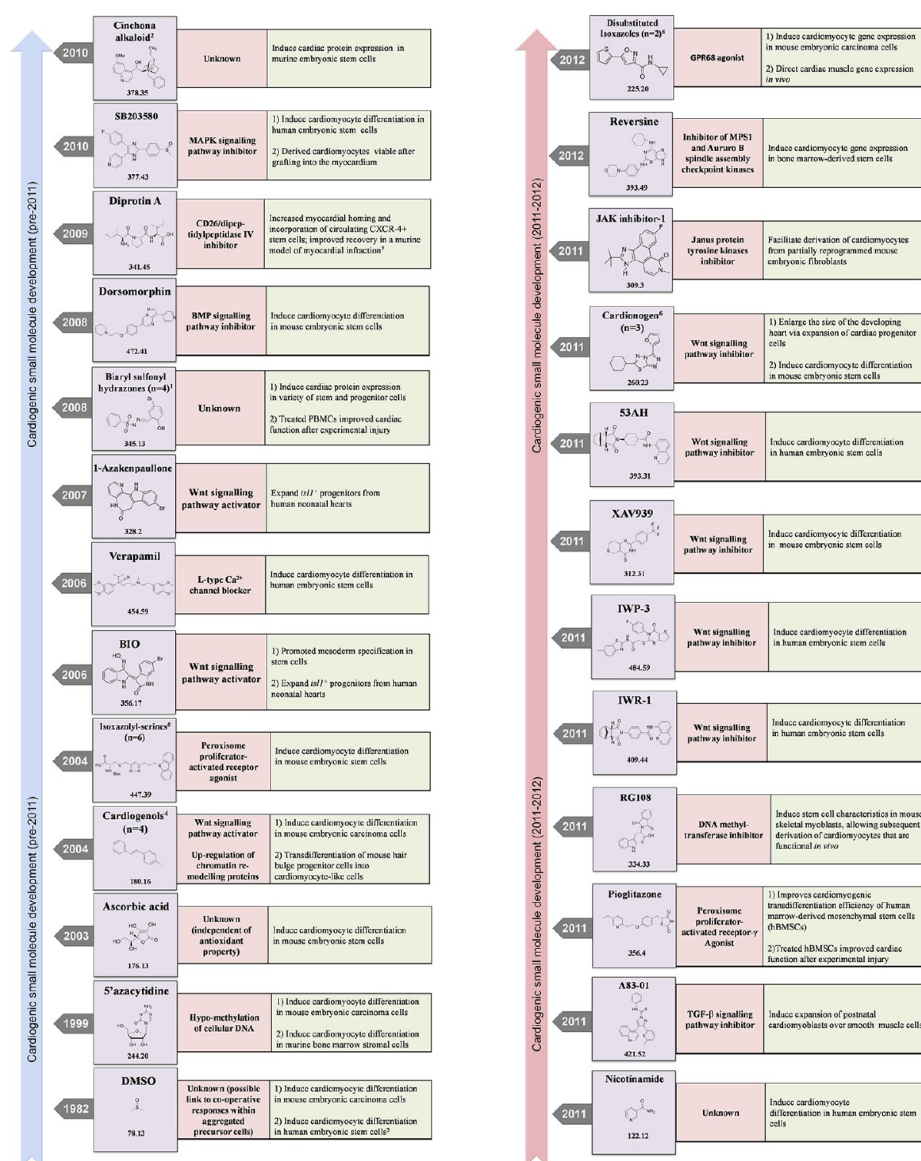 Cardiogenic small molecule development (pre-2011)
Cardiogenic small molecule development (pre-2011)
2010
Cinchona
alkaloid²
378.35
Unknown
Induce cardiac protein expression in
murine embryonic stem cells
2010
SB203580
377.43
MAPK signalling
pathway inhibitor
1) Induce cardiomyocyte differentiation in
human embryonic stem cells
2) Derived cardiomyocytes viable after
grafting into the myocardium
2009
Diprotin A
341.45
CD26/dipep-
tidylpeptidase IV
inhibitor
Increased myocardial homing and
incorporation of circulating CXCR-4+
stem cells; improved recovery in a murine
model of myocardial infraction⁷
2008
Dorsomorphin
472.41
BMP signalling
pathway inhibitor
Induce cardiomyocyte differentiation
in mouse embryonic stem cells
2008
Biaryl sulfonyl
hydrazones (n=4)¹
345.13
Unknown
1) Induce cardiac protein expression
in variety of stem and progenitor cells
2) Treated PBMCs improved cardiac
function after experimental injury
2007
1-Azakenpaullone
328.2
Wnt signalling
pathway activator
Expand isl1⁺ progenitors from
human neonatal hearts
2006
Verapamil
454.59
L-type Ca²⁺
channel blocker
Induce cardiomyocyte differentiation in
human embryonic stem cells
2006
BIO
356.17
Wnt signalling
pathway activator
1) Promoted mesoderm specification in
stem cells
2) Expand isl1⁺ progenitors from human
neonatal hearts
2004
Isoxazolyl-serines⁵
(n=6)
447.39
Peroxisome
proliferator-
activated receptor
agonist
Induce cardiomyocyte differentiation
in mouse embryonic stem cells
2004
Cardiogenols⁴
(n=4)
180.16
Wnt signalling
pathway activator
Up-regulation of
chromatin re-
modelling proteins
1) Induce cardiomyocyte differentiation
in mouse embryonic carcinoma cells
2) Transdifferentiation of mouse hair
bulge progenitor cells into
cardiomyocyte-like cells
2003
Ascorbic acid
176.13
Unknown
(independent of
antioxidant
property)
Induce cardiomyocyte differentiation
in mouse embryonic stem cells
1999
5'azacytidine
244.20
Hypo-methylation
of cellular DNA
1) Induce cardiomyocyte differentiation
in mouse embryonic carcinoma cells
2) Induce cardiomyocyte differentiation
in murine bone marrow stromal cells
1982
DMSO
78.13
Unknown (possible
link to co-operative
responses within
aggregated
precursor cells)
1) Induce cardiomyocyte differentiation
in mouse embryonic carcinoma cells
2) Induce cardiomyocyte differentiation
in human embryonic stem cells³
Cardiogenic small molecule development (2011-2012)
Cardiogenic small molecule development (2011-2012)
2012
Disubstituted
Isoxazoles (n=2)⁸
225.20
GPR68 agonist
1) Induce cardiomyocyte gene expression
in mouse embryonic carcinoma cells
2) Direct cardiac muscle gene expression
in vivo
2012
Reversine
393.49
Inhibitor of MPS1
and Aururo B
spindle assembly
checkpoint kinases
Induce cardiomyocyte gene expression
in bone marrow-derived stem cells
2011
JAK inhibitor-1
309.3
Janus protein
tyrosine kinases
inhibitor
Faciliate derivation of cardiomyocytes
from partially reprogrammed mouse
embryonic fibroblasts
2011
Cardionogen⁶
(n=3)
260.23
Wnt signalling
pathway inhibitor
1) Enlarge the size of the developing
heart via expansion of cardiac progenitor
cells
2) Induce cardiomyocyte differentiation
in mouse embryonic stem cells
2011
53AH
393.31
Wnt signalling
pathway inhibitor
Induce cardiomyocyte differentiation
in human embryonic stem cells
2011
XAV939
312.31
Wnt signalling
pathway inhibitor
Induce cardiomyocyte differentiation
in mouse embryonic stem cells
2011
IWP-3
484.59
Wnt signalling
pathway inhibitor
Induce cardiomyocyte differentiation
in human embryonic stem cells
2011
IWR-1
409.44
Wnt signalling
pathway inhibitor
Induce cardiomyocyte differentiation
in human embryonic stem cells
2011
RG108
334.33
DNA methyl-
transferase inhibitor
Induce stem cell characteristics in mouse
skeletal myoblasts, allowing subsequent
derivation of cardiomyocytes that are
functional in vivo
2011
Pioglitazone
356.4
Peroxisome
proliferator-
activated receptor-γ
Agonist
1) Improves cardiomyogenic
transdifferentiation efficiency of human
marrow-derived mesenchymal stem cells
(hBMSCs)
2)Treated hBMSCs improved cardiac
function after experimental injury
2011
A83-01
421.52
TGF-β signalling
pathway inhibitor
Induce expansion of postnatal
cardiomyoblasts over smooth muscle cells
2011
Nicotinamide
122.12
Unknown
Induce cardiomyocyte
differentiation in human embryonic stem
cells